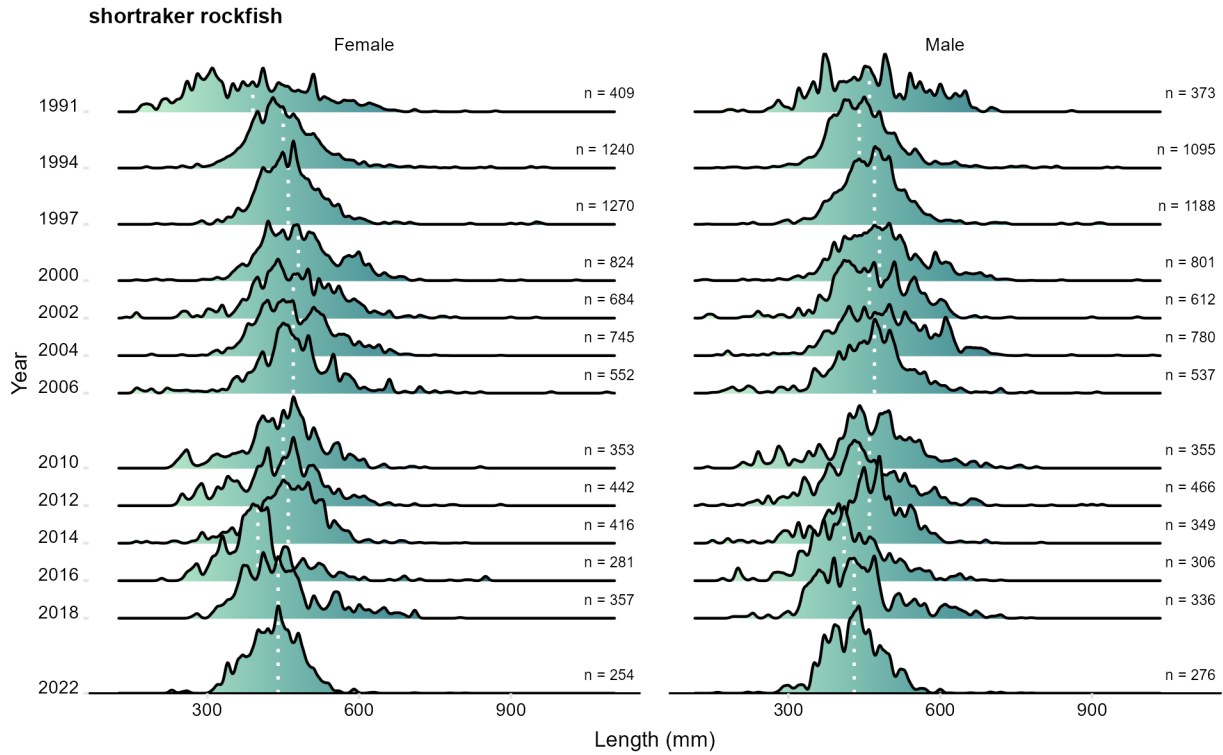 shortraker rockfish
Female Male
1991 n = 409 n = 373
1994 n = 1240 n = 1095
1997 n = 1270 n = 1188
2000 n = 824 n = 801
2002 n = 684 n = 612
2004 n = 745 n = 780
Year
2006 n = 552 n = 537
2010 n = 353 n = 355
2012 n = 442 n = 466
2014 n = 416 n = 349
2016 n = 281 n = 306
2018 n = 357 n = 336
2022 n = 254 n = 276
300 600 900 300 600 900
Length (mm)